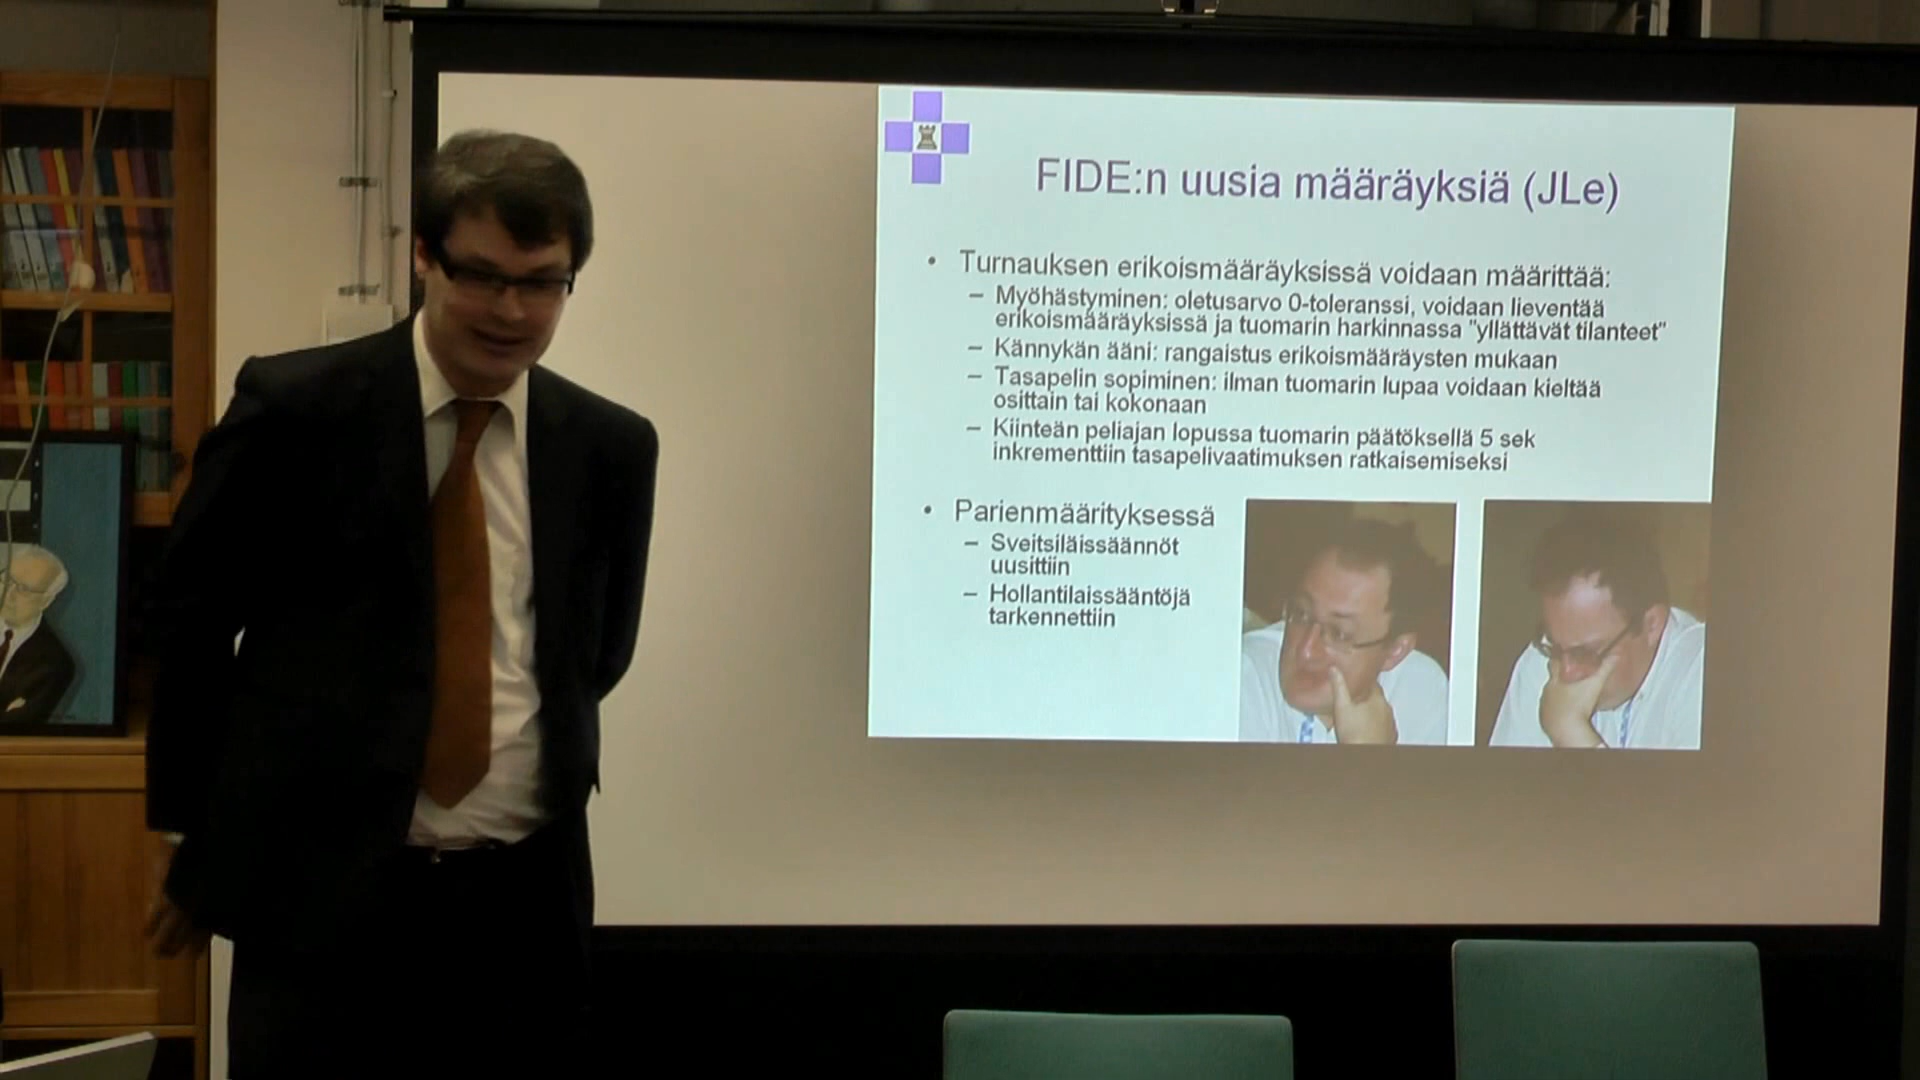 FIDE:n uusia määräyksiä (JLe)
• Turnauksen erikoismääräyksissä voidaan määrittää:
– Myöhästyminen: oletusarvo 0-toleranssi, voidaan lieventää
erikoismääräyksissä ja tuomarin harkinnassa "yllättävät tilanteet"
– Kännykän ääni: rangaistus erikoismääräysten mukaan
– Tasapelin sopiminen: ilman tuomarin lupaa voidaan kieltää
osittain tai kokonaan
– Kiinteän peliajan lopussa tuomarin päätöksellä 5 sek
inkrementtiin tasapelivaatimuksen ratkaisemiseksi
• Parienmäärityksessä
– Sveitsiläissäännöt
uusittiin
– Hollantilaissääntöjä
tarkennettiin